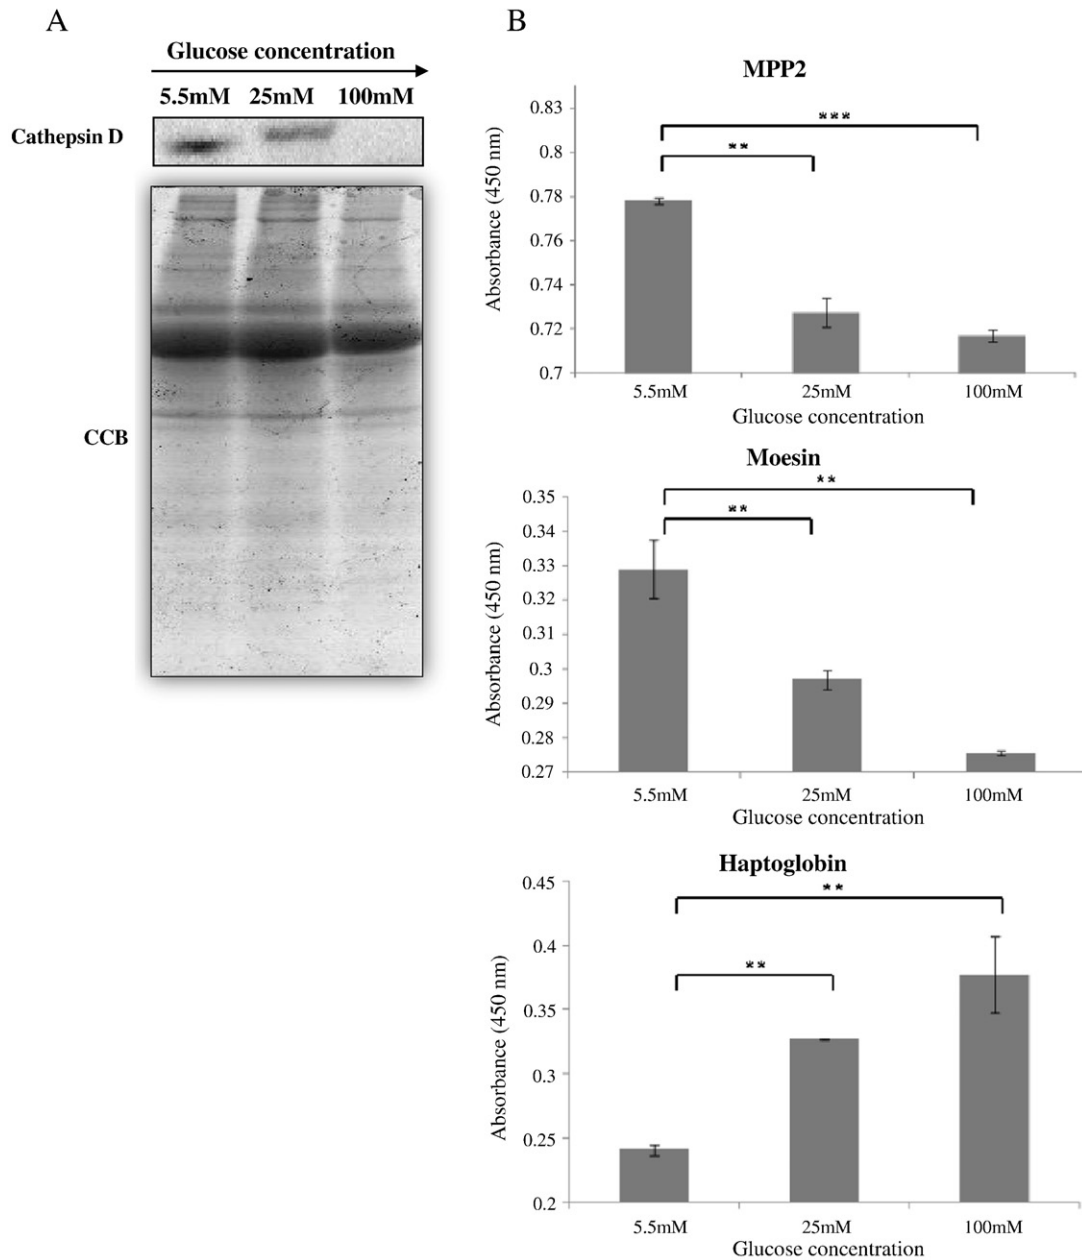 A
Glucose concentration
5.5mM 25mM 100mM
Cathepsin D
CCB
B
MPP2
Absorbance (450 nm)
0.83
0.8
0.78
0.76
0.74
0.72
0.7
***
**
5.5mM 25mM 100mM
Glucose concentration
Moesin
Absorbance (450 nm)
0.35
0.34
0.33
0.32
0.31
0.3
0.29
0.28
0.27
**
**
5.5mM 25mM 100mM
Glucose concentration
Haptoglobin
Absorbance (450 nm)
0.45
0.4
0.35
0.3
0.25
0.2
**
**
5.5mM 25mM 100mM
Glucose concentration